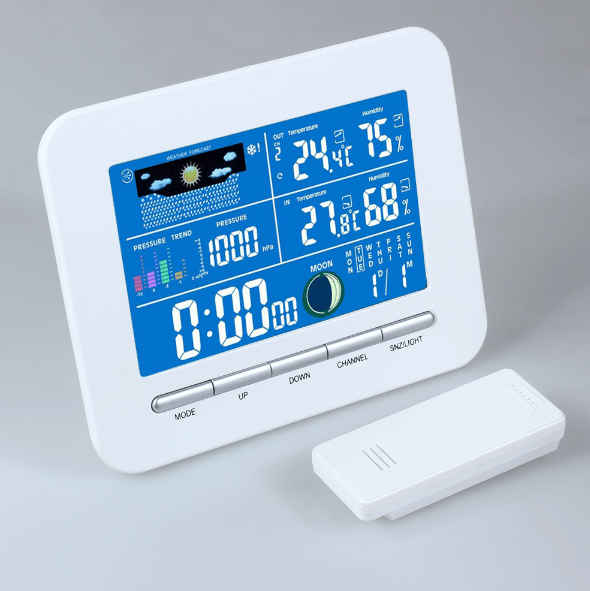 WEATHER FORECAST
OUT Temperature Humidity
CH
2 24.4℃ 75%
PRESSURE
PRESSURE TREND
1000 hPa
IN Temperature Humidity
27.8℃ 68%
0:00 00
MOON
MON TUE WED THU FRI SAT SUN
D M
1/ 1
MODE UP DOWN CHANNEL SNZ/LIGHT